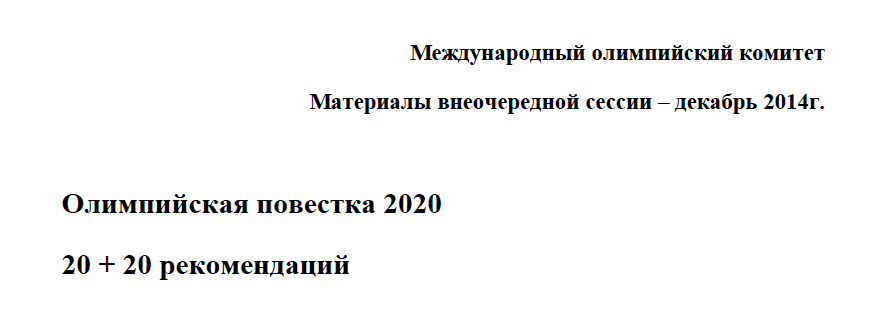 Международный олимпийский комитет
Материалы внеочередной сессии – декабрь 2014г.
Олимпийская повестка 2020
20 + 20 рекомендаций